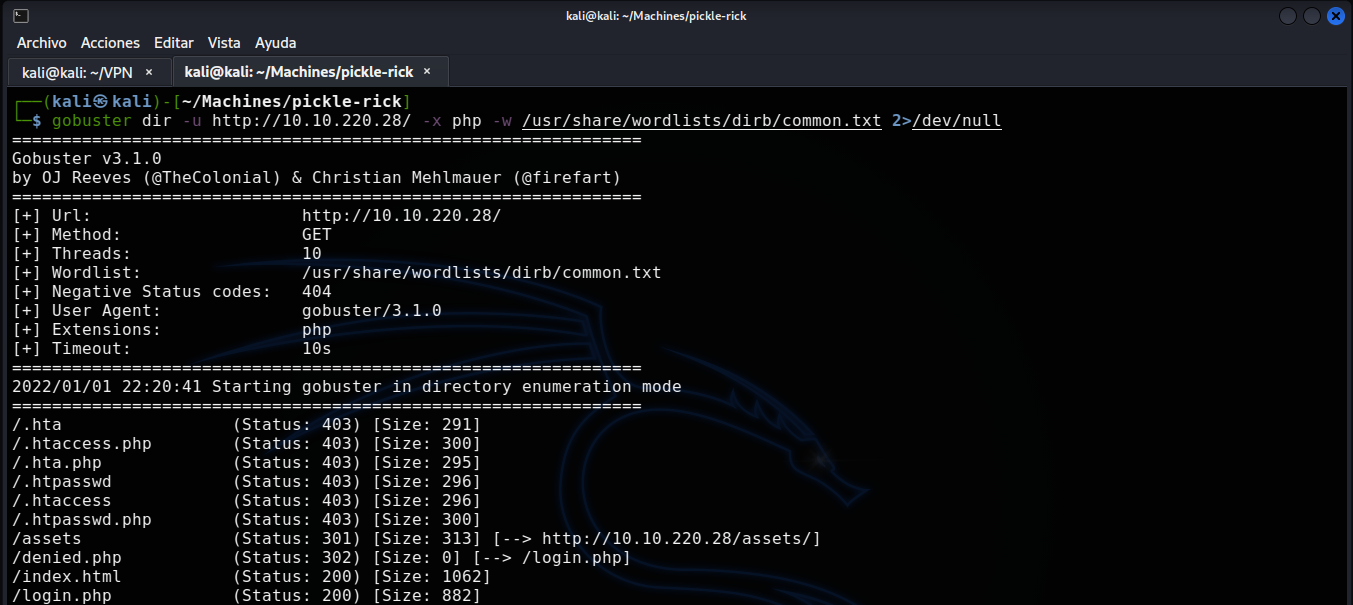 kali@kali: ~/Machines/pickle-rick
Archivo Acciones Editar Vista Ayuda
kali@kali: ~/VPN × kali@kali: ~/Machines/pickle-rick ×
┌──(kali㉿kali)-[~/Machines/pickle-rick]
└─$ gobuster dir -u http://10.10.220.28/ -x php -w /usr/share/wordlists/dirb/common.txt 2>/dev/null
===============================================================
Gobuster v3.1.0
by OJ Reeves (@TheColonial) & Christian Mehlmauer (@firefart)
===============================================================
[+] Url:                     http://10.10.220.28/
[+] Method:                  GET
[+] Threads:                 10
[+] Wordlist:                /usr/share/wordlists/dirb/common.txt
[+] Negative Status codes:   404
[+] User Agent:              gobuster/3.1.0
[+] Extensions:              php
[+] Timeout:                 10s
===============================================================
2022/01/01 22:20:41 Starting gobuster in directory enumeration mode
===============================================================
/.hta                 (Status: 403) [Size: 291]
/.htaccess.php        (Status: 403) [Size: 300]
/.hta.php             (Status: 403) [Size: 295]
/.htpasswd            (Status: 403) [Size: 296]
/.htaccess            (Status: 403) [Size: 296]
/.htpasswd.php        (Status: 403) [Size: 300]
/assets               (Status: 301) [Size: 313] [--> http://10.10.220.28/assets/]
/denied.php           (Status: 302) [Size: 0] [--> /login.php]
/index.html           (Status: 200) [Size: 1062]
/login.php            (Status: 200) [Size: 882]